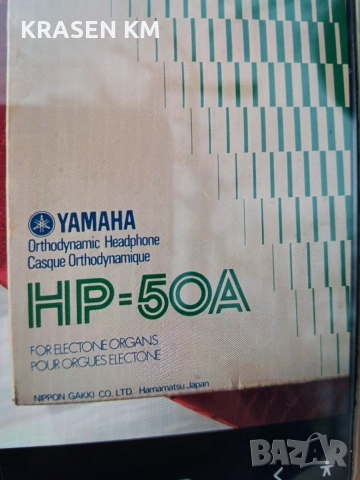 KRASEN KM
YAMAHA
Orthodynamic Headphone
Casque Orthodynamique
HP-50A
FOR ELECTONE ORGANS
POUR ORGUES ELECTONE
NIPPON GAKKI CO. LTD. Hamamatsu Japan
BAZAR